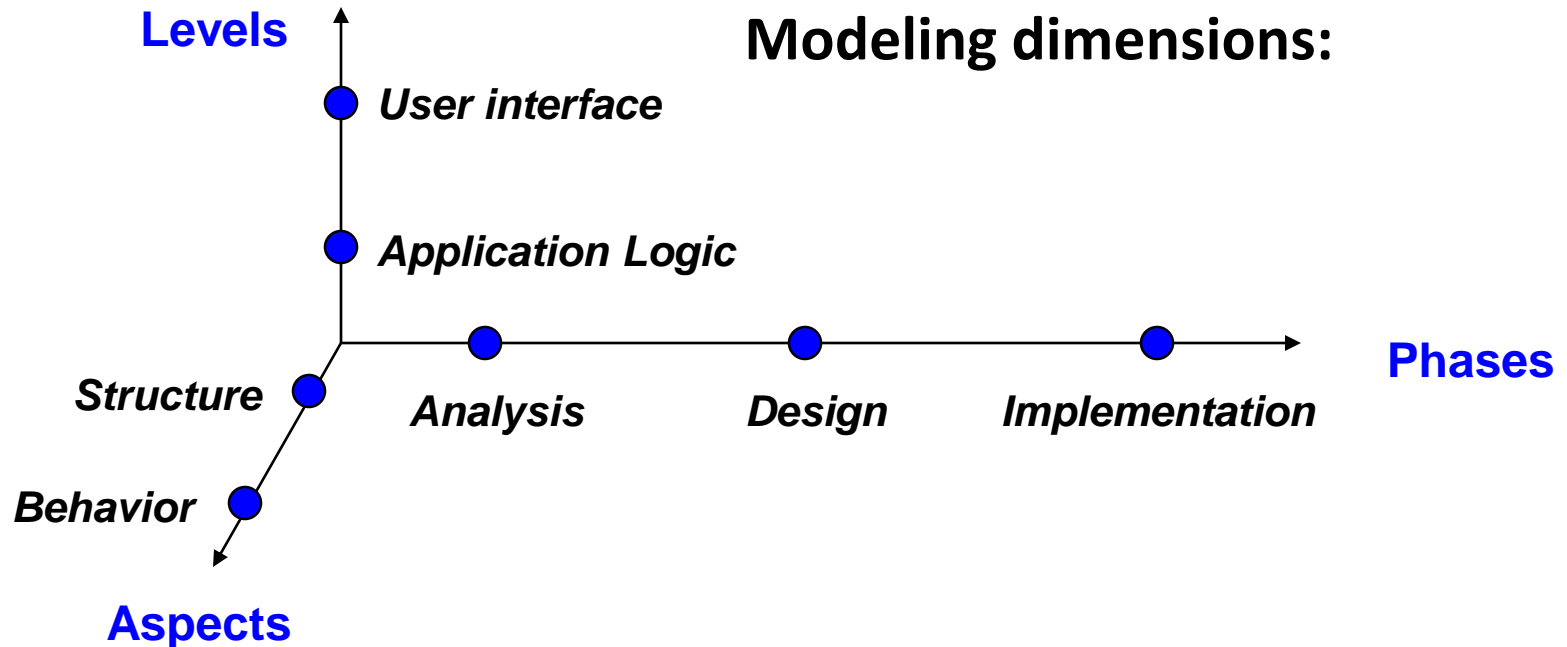 Levels
Modeling dimensions:
User interface
Application Logic
Phases
Structure
Analysis
Design
Implementation
Behavior
Aspects